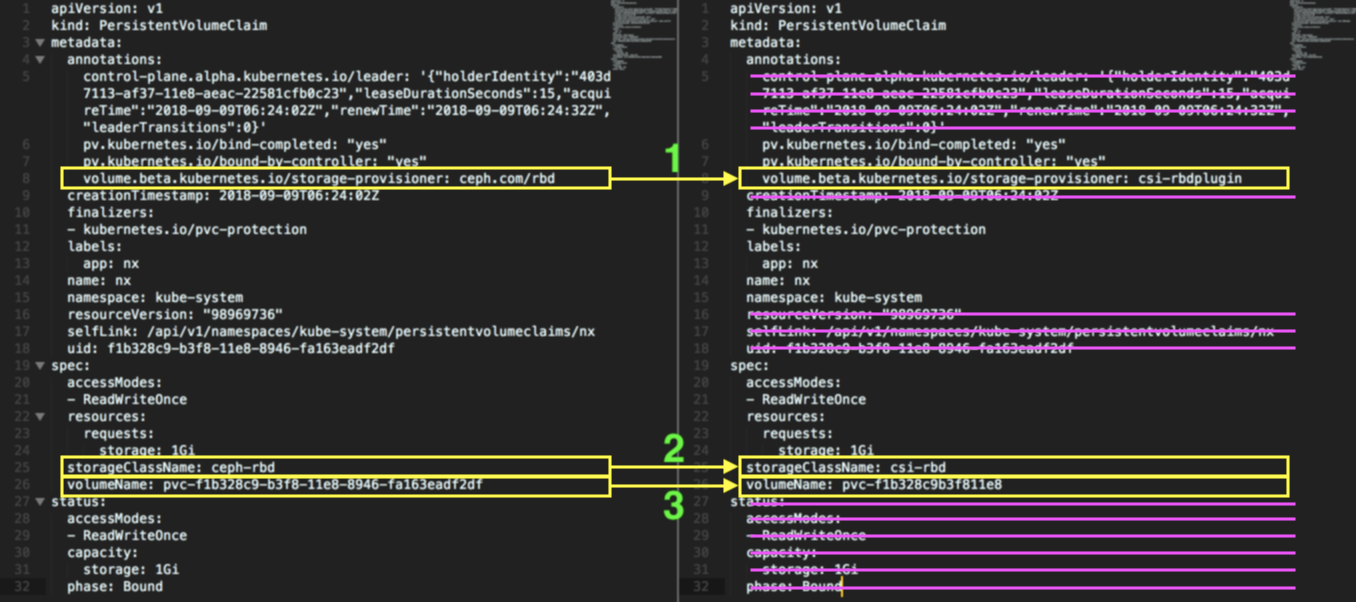 1 apiVersion: v1
2 kind: PersistentVolumeClaim
3 metadata:
4 annotations:
5 control-plane.alpha.kubernetes.io/leader: '{"holderIdentity":"403d
7113-af37-11e8-aeac-22581cfb0c23","leaseDurationSeconds":15,"acqui
reTime":"2018-09-09T06:24:02Z","renewTime":"2018-09-09T06:24:32Z",
"leaderTransitions":0}'
6 pv.kubernetes.io/bind-completed: "yes"
7 pv.kubernetes.io/bound-by-controller: "yes"
8 volume.beta.kubernetes.io/storage-provisioner: ceph.com/rbd
9 creationTimestamp: 2018-09-09T06:24:02Z
10 finalizers:
11 - kubernetes.io/pvc-protection
12 labels:
13 app: nx
14 name: nx
15 namespace: kube-system
16 resourceVersion: "98969736"
17 selfLink: /api/v1/namespaces/kube-system/persistentvolumeclaims/nx
18 uid: f1b328c9-b3f8-11e8-8946-fa163eadf2df
19 spec:
20 accessModes:
21 - ReadWriteOnce
22 resources:
23 requests:
24 storage: 1Gi
25 storageClassName: ceph-rbd
26 volumeName: pvc-f1b328c9-b3f8-11e8-8946-fa163eadf2df
27 status:
28 accessModes:
29 - ReadWriteOnce
30 capacity:
31 storage: 1Gi
32 phase: Bound
1
2
3
1 apiVersion: v1
2 kind: PersistentVolumeClaim
3 metadata:
4 annotations:
5 control-plane.alpha.kubernetes.io/leader: '{"holderIdentity":"403d
7113-af37-11e8-aeac-22581cfb0c23","leaseDurationSeconds":15,"acqui
reTime":"2018-09-09T06:24:02Z","renewTime":"2018-09-09T06:24:32Z",
"leaderTransitions":0}'
6 pv.kubernetes.io/bind-completed: "yes"
7 pv.kubernetes.io/bound-by-controller: "yes"
8 volume.beta.kubernetes.io/storage-provisioner: csi-rbdplugin
9 creationTimestamp: 2018-09-09T06:24:02Z
10 finalizers:
11 - kubernetes.io/pvc-protection
12 labels:
13 app: nx
14 name: nx
15 namespace: kube-system
16 resourceVersion: "98969736"
17 selfLink: /api/v1/namespaces/kube-system/persistentvolumeclaims/nx
18 uid: f1b328c9-b3f8-11e8-8946-fa163eadf2df
19 spec:
20 accessModes:
21 - ReadWriteOnce
22 resources:
23 requests:
24 storage: 1Gi
25 storageClassName: csi-rbd
26 volumeName: pvc-f1b328c9b3f811e8
27 status:
28 accessModes:
29 - ReadWriteOnce
30 capacity:
31 storage: 1Gi
32 phase: Bound